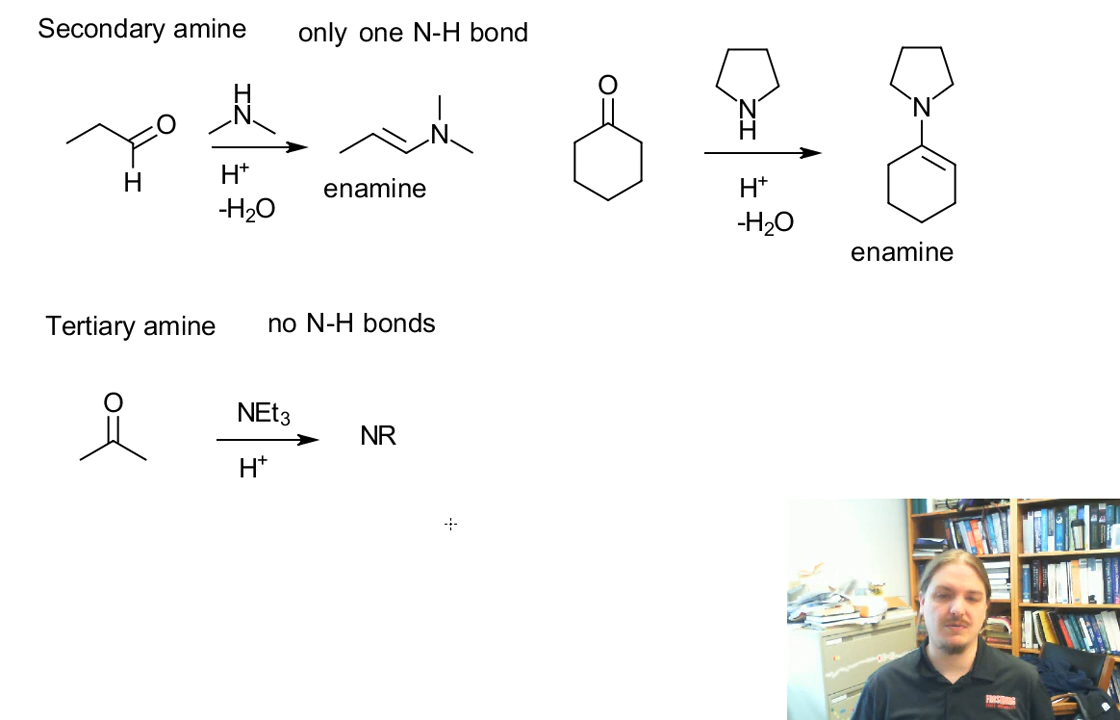 Secondary amine only one N-H bond
H
N
O
H
H+
-H2O
N
enamine
O
N
H
H+
-H2O
N
enamine
Tertiary amine no N-H bonds
O
NEt3
H+
NR